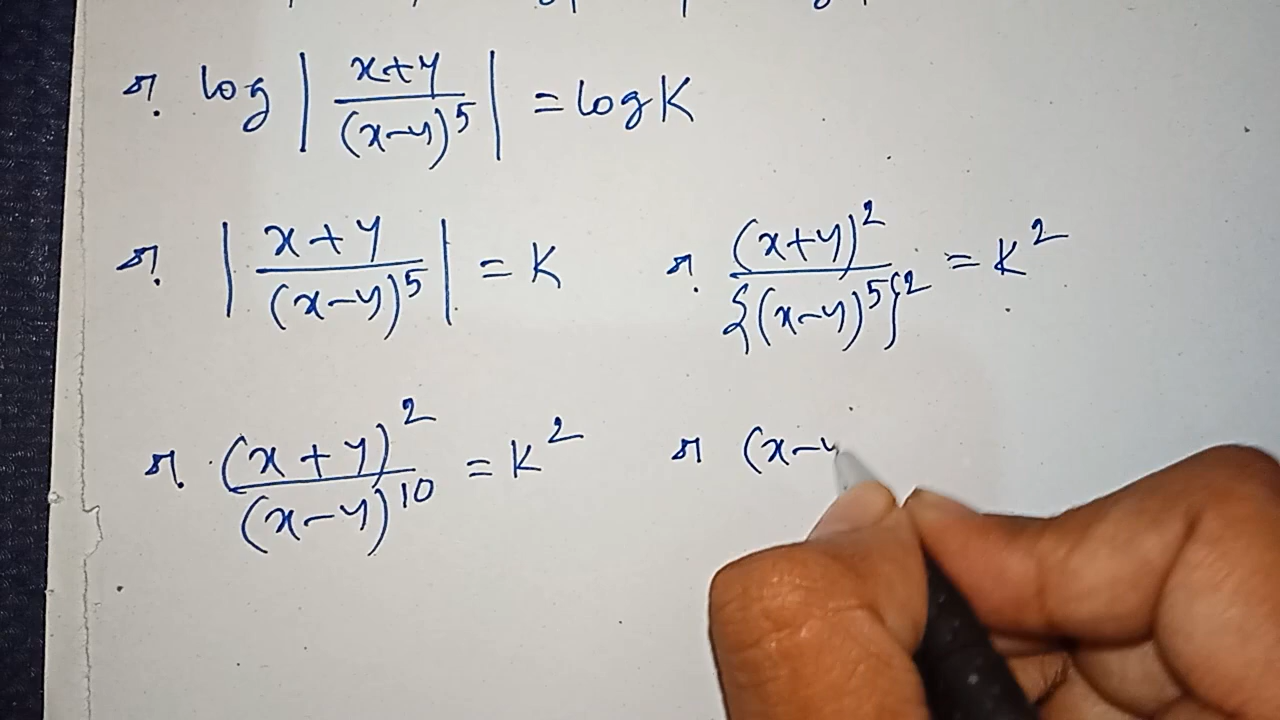 or, log | (x+y)/(x-y)^5 | = log K
or, | (x+y)/(x-y)^5 | = K or, (x+y)^2/{(x-y)^5}^2 = K^2
or, (x+y)^2/(x-y)^10 = K^2 or (x-y